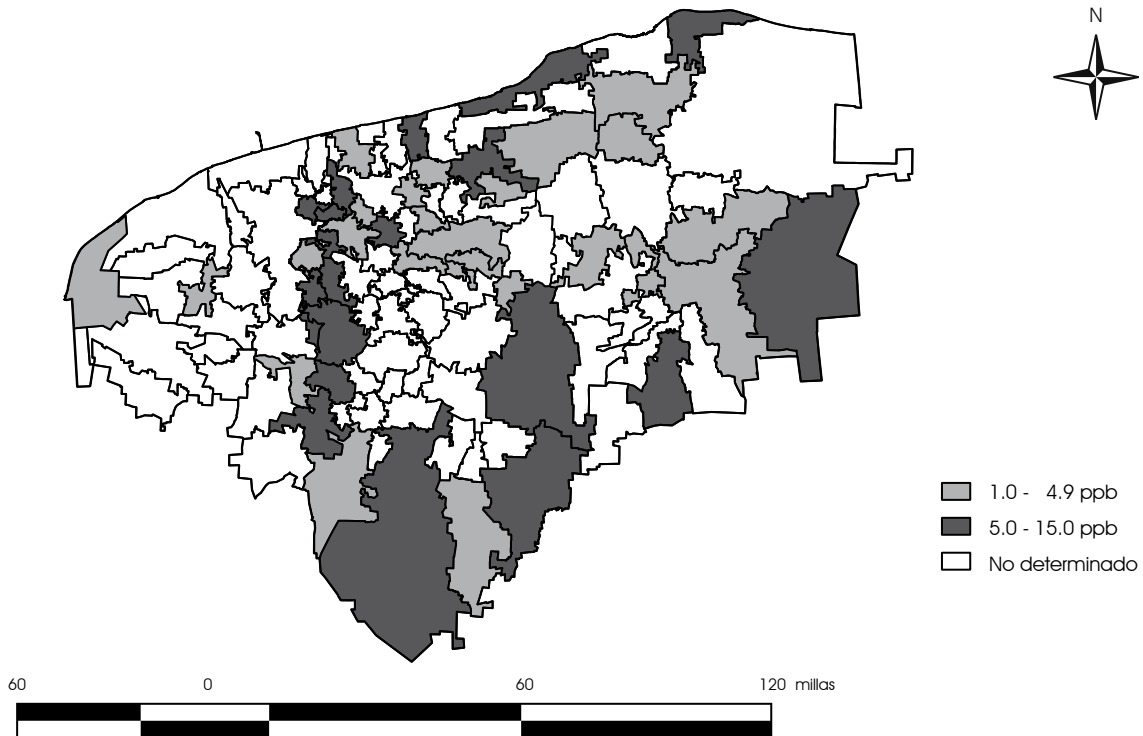 N
1.0 - 4.9 ppb
5.0 - 15.0 ppb
No determinado
60 0 60 120 millas